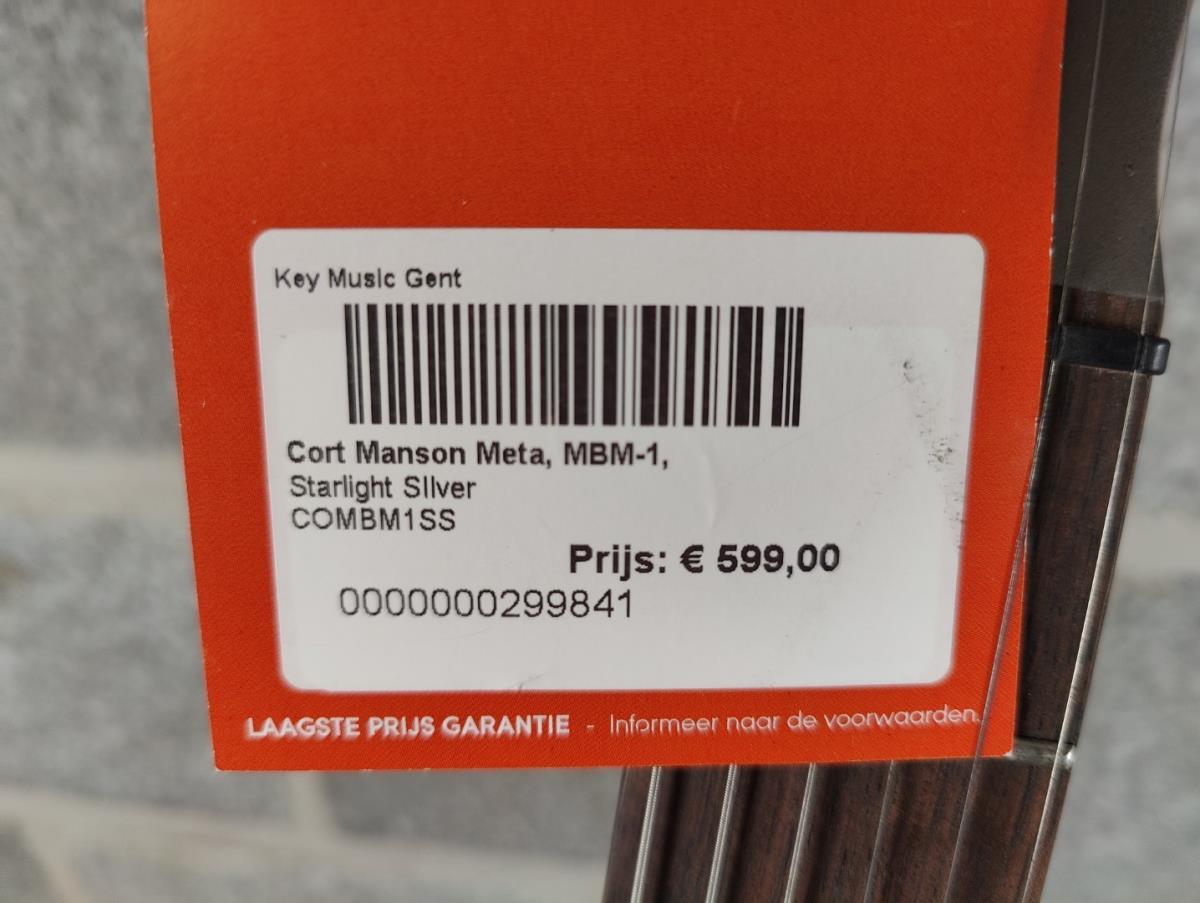 Key Music Gent
Cort Manson Meta, MBM-1,
Starlight SIlver
COMBM1SS
Prijs: € 599,00
0000000299841
LAAGSTE PRIJS GARANTIE - Informeer naar de voorwaarden.